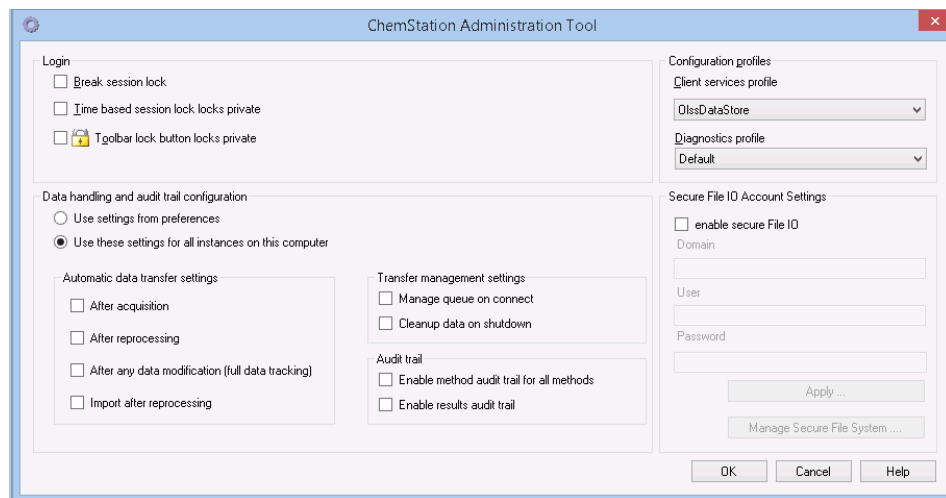 ChemStation Administration Tool
Login
Break session lock
Time based session lock locks private
Toolbar lock button locks private
Configuration profiles
Client services profile
OlssDataStore
Diagnostics profile
Default
Data handling and audit trail configuration
Use settings from preferences
Use these settings for all instances on this computer
Automatic data transfer settings
After acquisition
After reprocessing
After any data modification (full data tracking)
Import after reprocessing
Transfer management settings
Manage queue on connect
Cleanup data on shutdown
Audit trail
Enable method audit trail for all methods
Enable results audit trail
Secure File IO Account Settings
enable secure File IO
Domain
User
Password
Apply ...
Manage Secure File System ....
OK
Cancel
Help